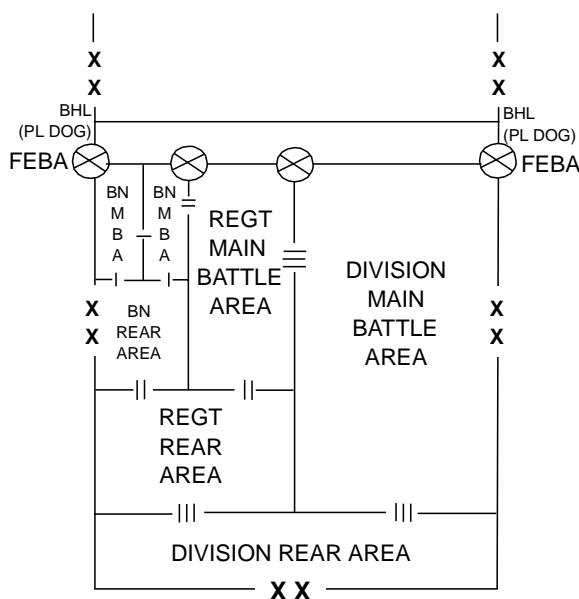 X X
X X
BHL BHL
(PL DOG) (PL DOG)
FEBA FEBA
BN BN
M M
B B
A A
REGT
MAIN
BATTLE
AREA
DIVISION
MAIN
BATTLE
AREA
X X
X X
BN
REAR
AREA
REGT
REAR
AREA
DIVISION REAR AREA
X X